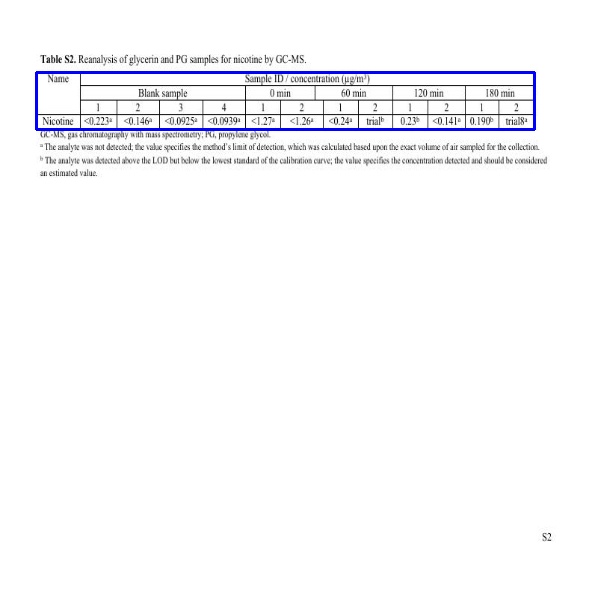 Table S2. Reanalysis of glycerin and PG samples for nicotine by GC-MS.
Name Sample ID / concentration (µg/m³)
Blank sample 0 min 60 min 120 min 180 min
1 2 3 4 1 2 1 2 1 2 1 2
Nicotine <0.223ᵃ <0.146ᵃ <0.0925ᵃ <0.0939ᵃ <1.27ᵃ <1.26ᵃ <0.24ᵃ trialᵇ 0.23ᵇ <0.141ᵃ 0.190ᵇ trial8ᵃ
GC-MS, gas chromatography with mass spectrometry; PG, propylene glycol.
ᵃ The analyte was not detected; the value specifies the method's limit of detection, which was calculated based upon the exact volume of air sampled for the collection.
ᵇ The analyte was detected above the LOD but below the lowest standard of the calibration curve; the value specifies the concentration detected and should be considered
an estimated value.
S2